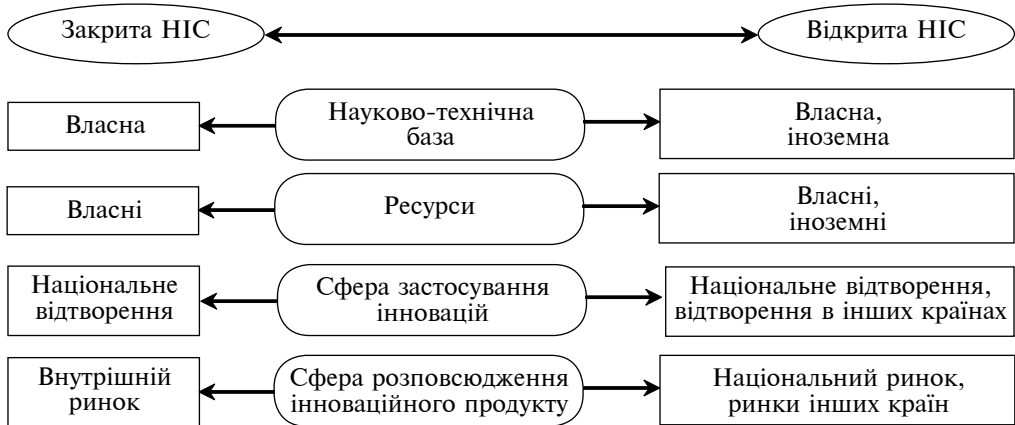 Закрита НІС
Відкрита НІС
Власна
Науково-технічна
база
Власна,
іноземна
Власні
Ресурси
Власні,
іноземні
Національне
відтворення
Сфера застосування
інновацій
Національне відтворення,
відтворення в інших країнах
Внутрішній
ринок
Сфера розповсюдження
інноваційного продукту
Національний ринок,
ринки інших країн